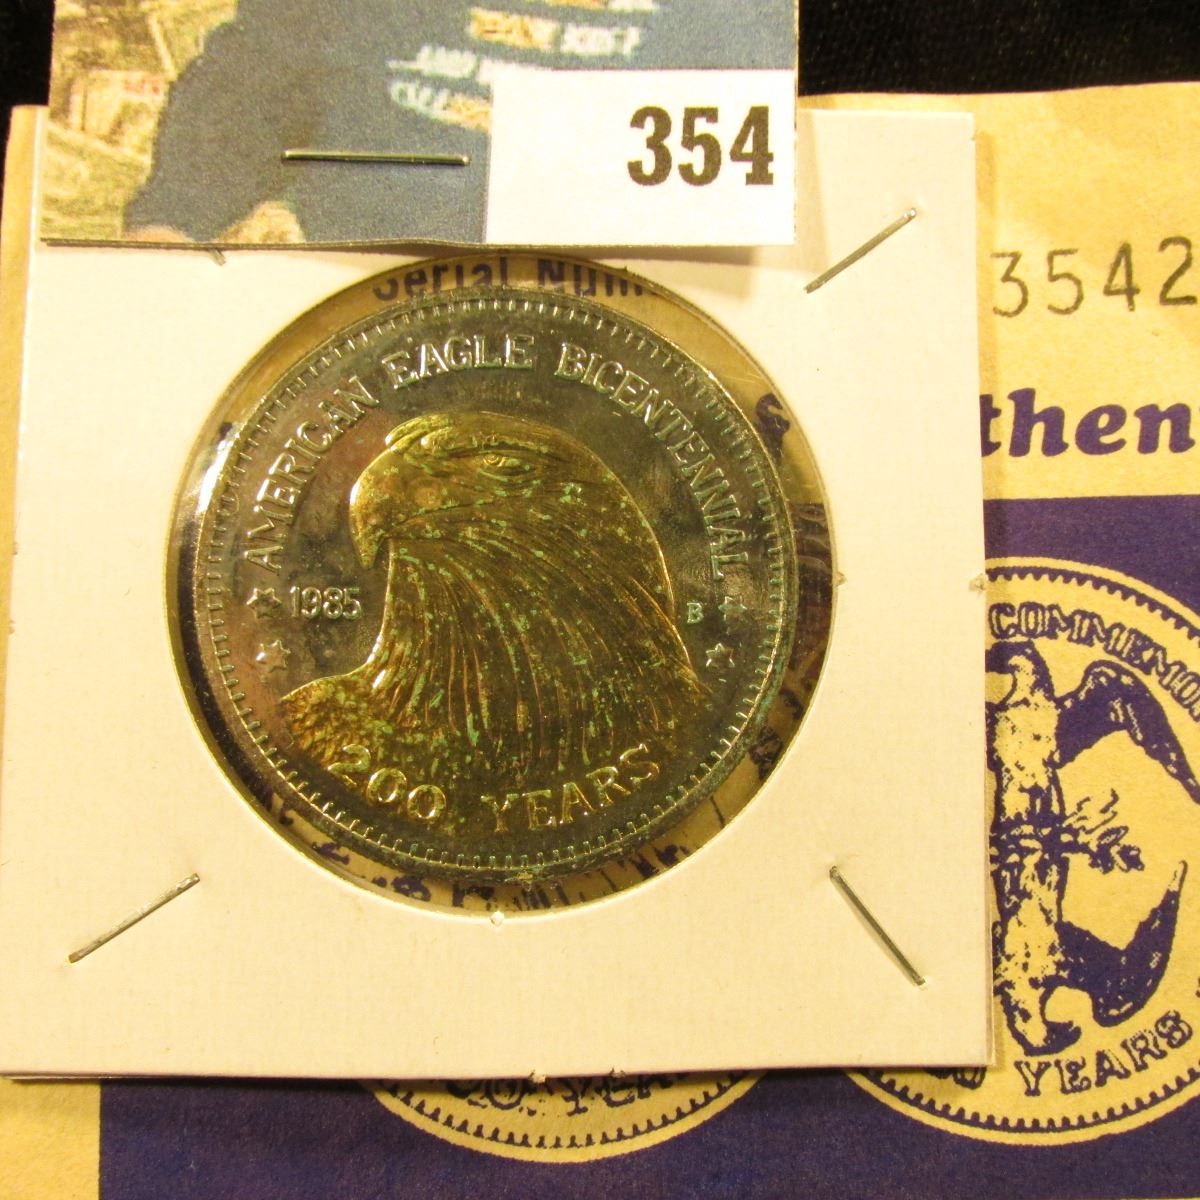 354
Serial Num
3542
then
AMERICAN EAGLE BICENTENNIAL
1985
B
200 YEARS
COMMEMO
YEARS